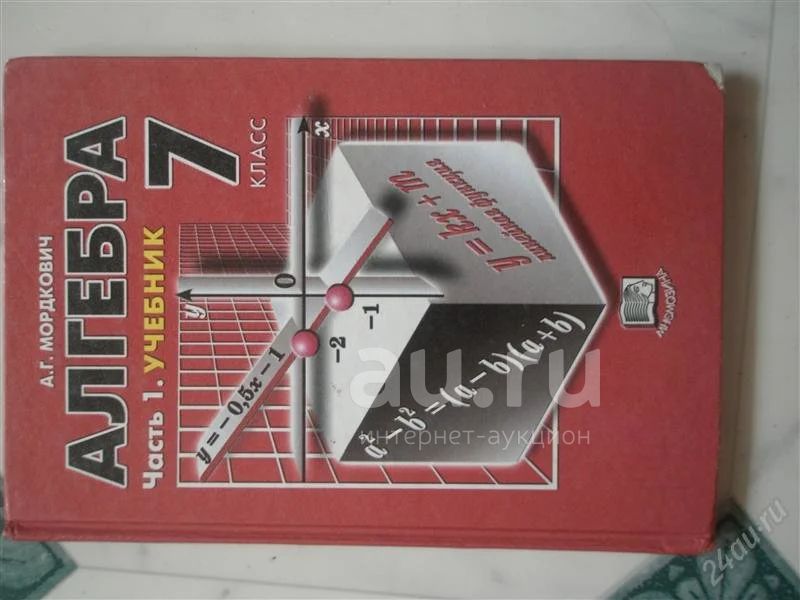 А.Г. МОРДКОВИЧ
АЛГЕБРА
Часть 1. УЧЕБНИК
7
КЛАСС
y
0
x
-2
-1
y = -0,5x - 1
y = kx + m
линейная функция
a² - b² = (a - b)(a + b)
МНЕМОЗИНА
au.ru
интернет-аукцион
24au.ru